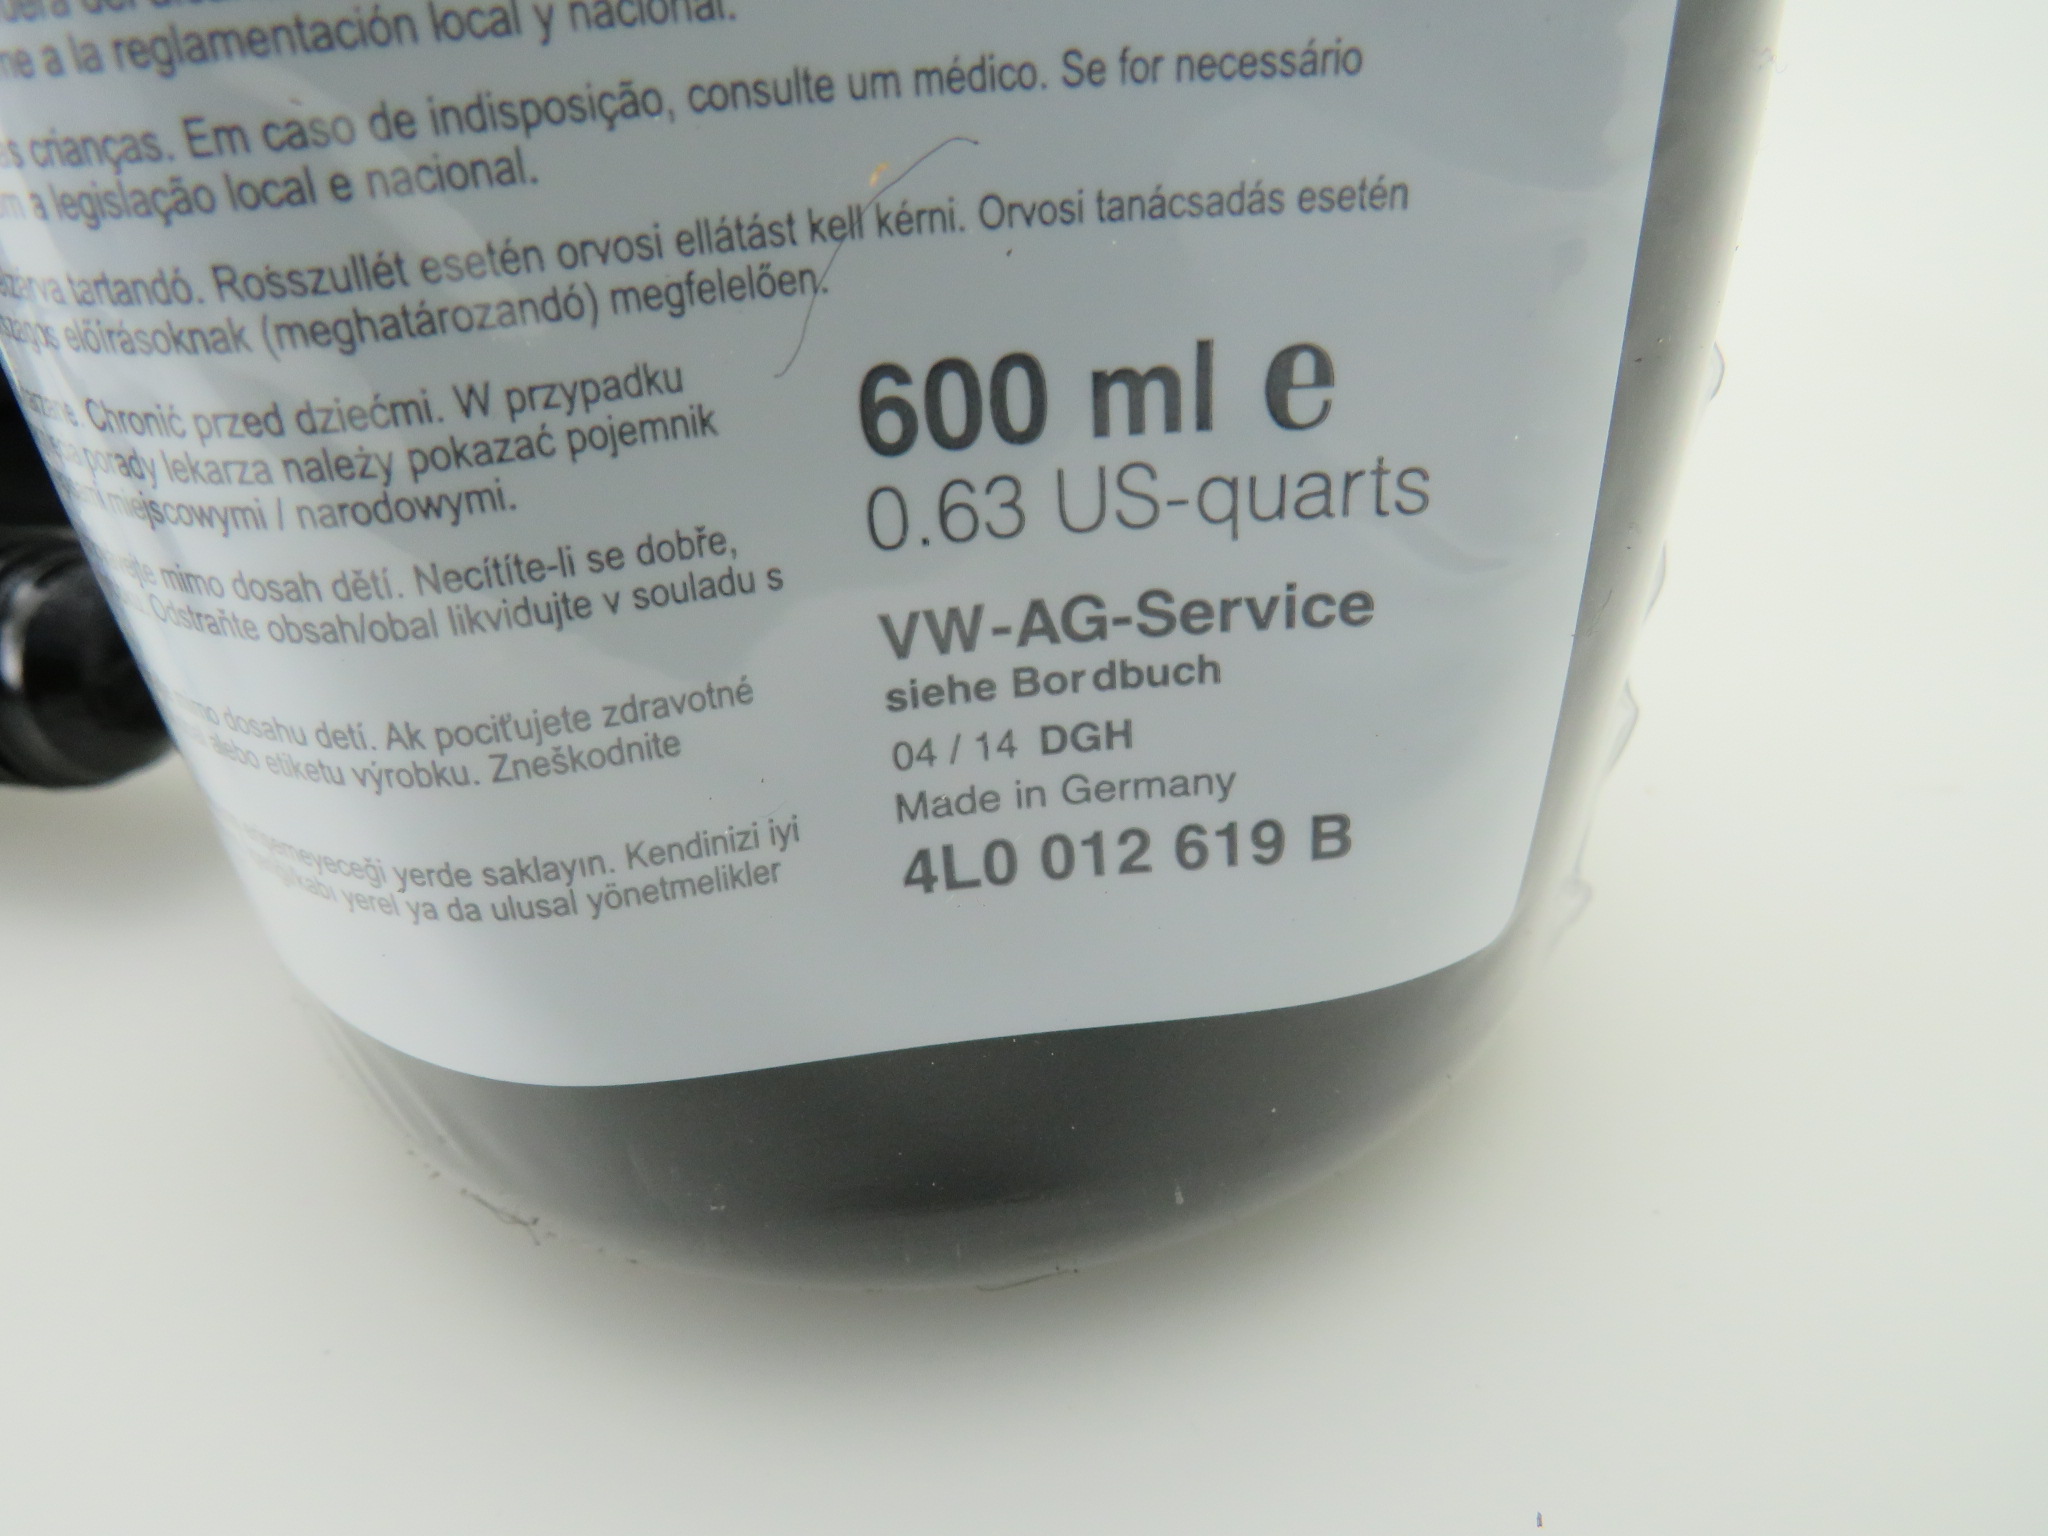 me a la reglamentación local y nacional.
crianças. Em caso de indisposição, consulte um médico. Se for necessário
a legislação local e nacional.
tartandó. Rosszullét esetén orvosi ellátást kell kérni. Orvosi tanácsadás esetén
előírásoknak (meghatározandó) megfelelően.
Chronić przed dziećmi. W przypadku
porady lekarza należy pokazać pojemnik
miejscowymi / narodowymi.
mimo dosah dětí. Necítíte-li se dobře,
Odstraňte obsah/obal likvidujte v souladu s
dosahu detí. Ak pociťujete zdravotné
alebo etiketu výrobku. Zneškodnite
yerde saklayın. Kendinizi iyi
yerel ya da ulusal yönetmelikler
600 ml e
0.63 US-quarts
VW-AG-Service
siehe Bordbuch
04 / 14 DGH
Made in Germany
4L0 012 619 B